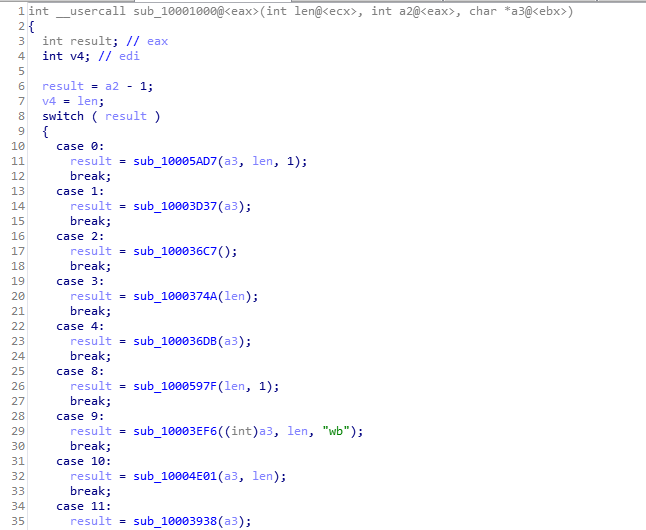 1 int __usercall sub_10001000@<eax>(int len@<ecx>, int a2@<eax>, char *a3@<ebx>)
2 {
3 int result; // eax
4 int v4; // edi
5
6 result = a2 - 1;
7 v4 = len;
8 switch ( result )
9 {
10 case 0:
11 result = sub_10005AD7(a3, len, 1);
12 break;
13 case 1:
14 result = sub_10003D37(a3);
15 break;
16 case 2:
17 result = sub_100036C7();
18 break;
19 case 3:
20 result = sub_1000374A(len);
21 break;
22 case 4:
23 result = sub_100036DB(a3);
24 break;
25 case 8:
26 result = sub_1000597F(len, 1);
27 break;
28 case 9:
29 result = sub_10003EF6((int)a3, len, "wb");
30 break;
31 case 10:
32 result = sub_10004E01(a3, len);
33 break;
34 case 11:
35 result = sub_10003938(a3);